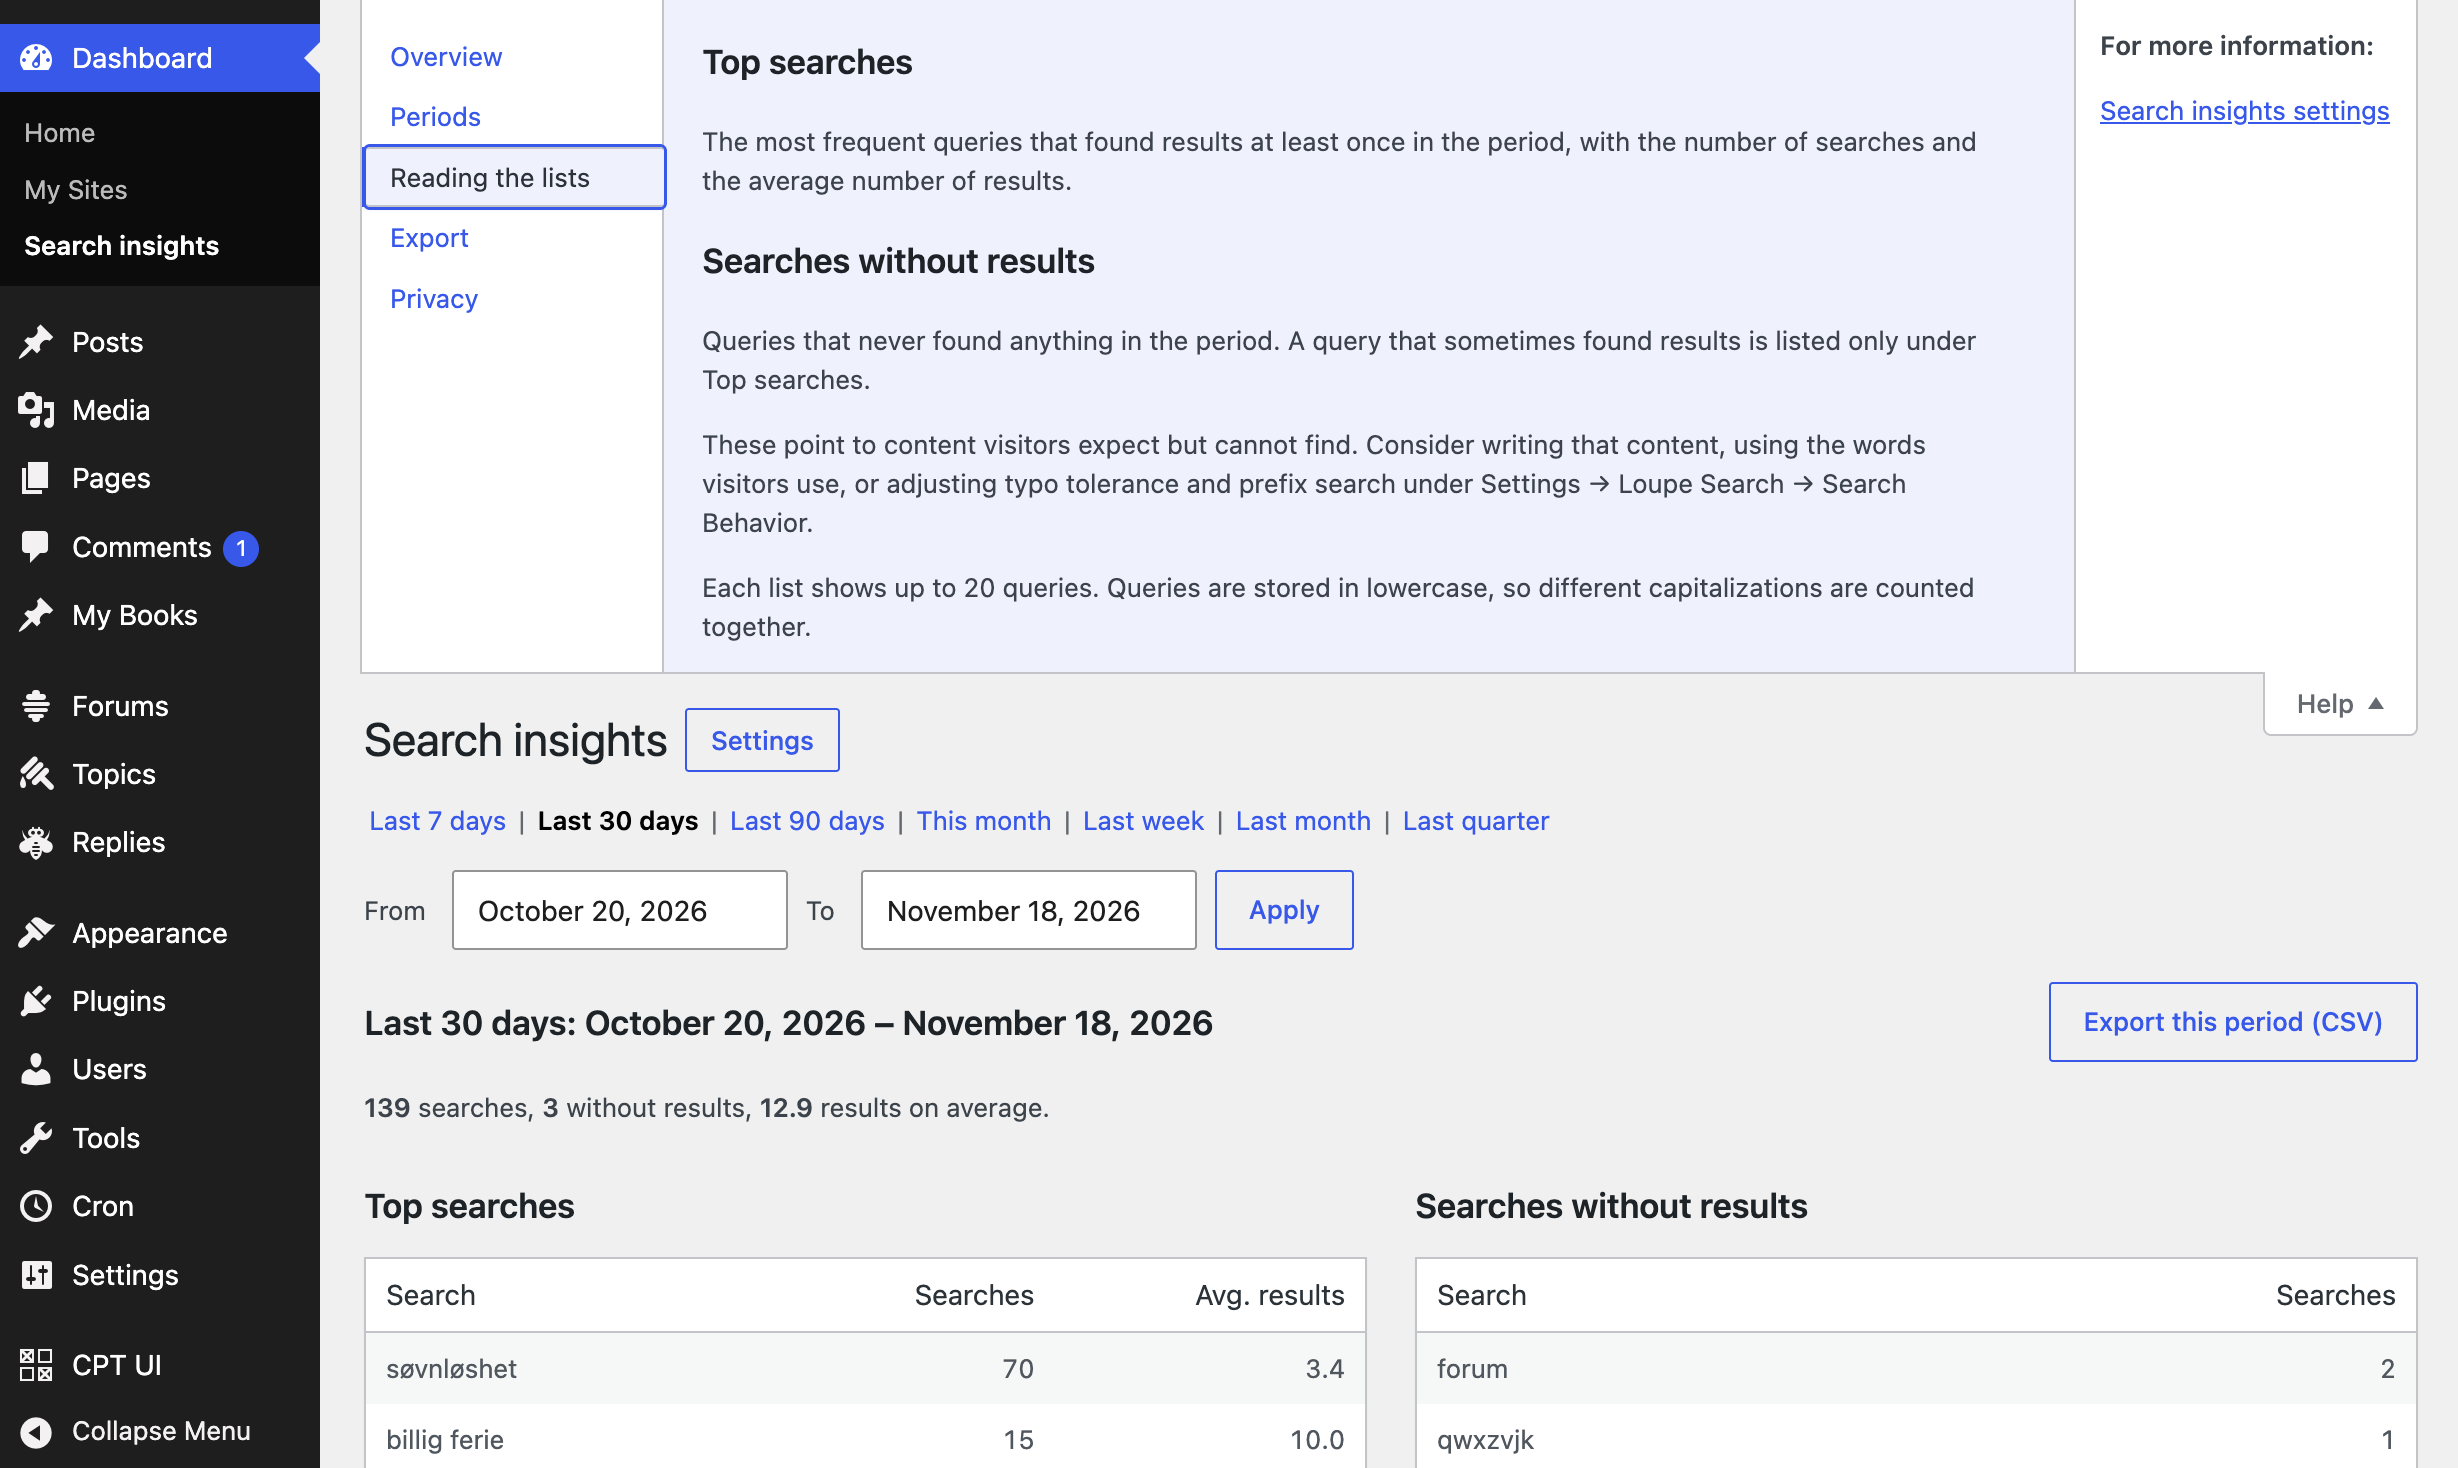 Dashboard
Home
My Sites
Search insights
Posts
Media
Pages
Comments 1
My Books
Forums
Topics
Replies
Appearance
Plugins
Users
Tools
Cron
Settings
CPT UI
Collapse Menu
Overview
Periods
Reading the lists
Export
Privacy
Top searches
The most frequent queries that found results at least once in the period, with the number of searches and
the average number of results.
Searches without results
Queries that never found anything in the period. A query that sometimes found results is listed only under
Top searches.
These point to content visitors expect but cannot find. Consider writing that content, using the words
visitors use, or adjusting typo tolerance and prefix search under Settings → Loupe Search → Search
Behavior.
Each list shows up to 20 queries. Queries are stored in lowercase, so different capitalizations are counted
together.
For more information:
Search insights settings
Help ▲
Search insights Settings
Last 7 days | Last 30 days | Last 90 days | This month | Last week | Last month | Last quarter
From October 20, 2026 To November 18, 2026 Apply
Last 30 days: October 20, 2026 – November 18, 2026
Export this period (CSV)
139 searches, 3 without results, 12.9 results on average.
Top searches
Search Searches Avg. results
søvnløshet 70 3.4
billig ferie 15 10.0
Searches without results
Search Searches
forum 2
qwxzvjk 1